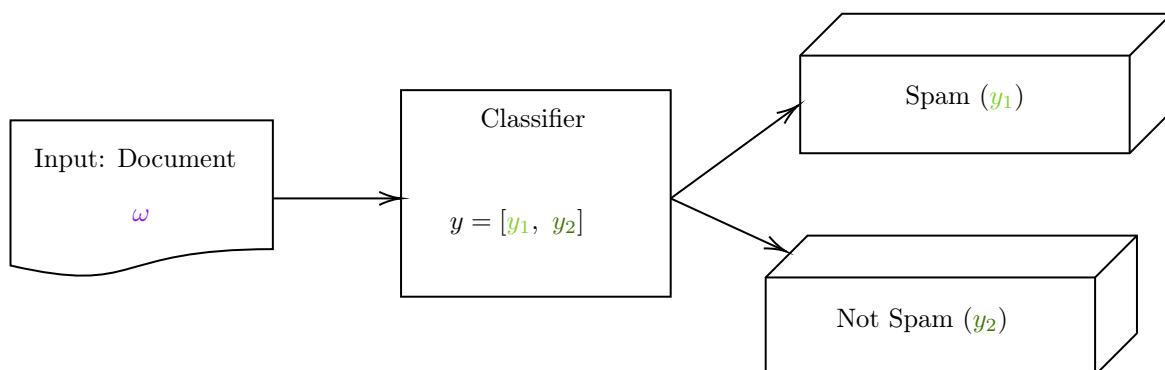 Input: Document
ω
Classifier
y = [y₁, y₂]
Spam (y₁)
Not Spam (y₂)